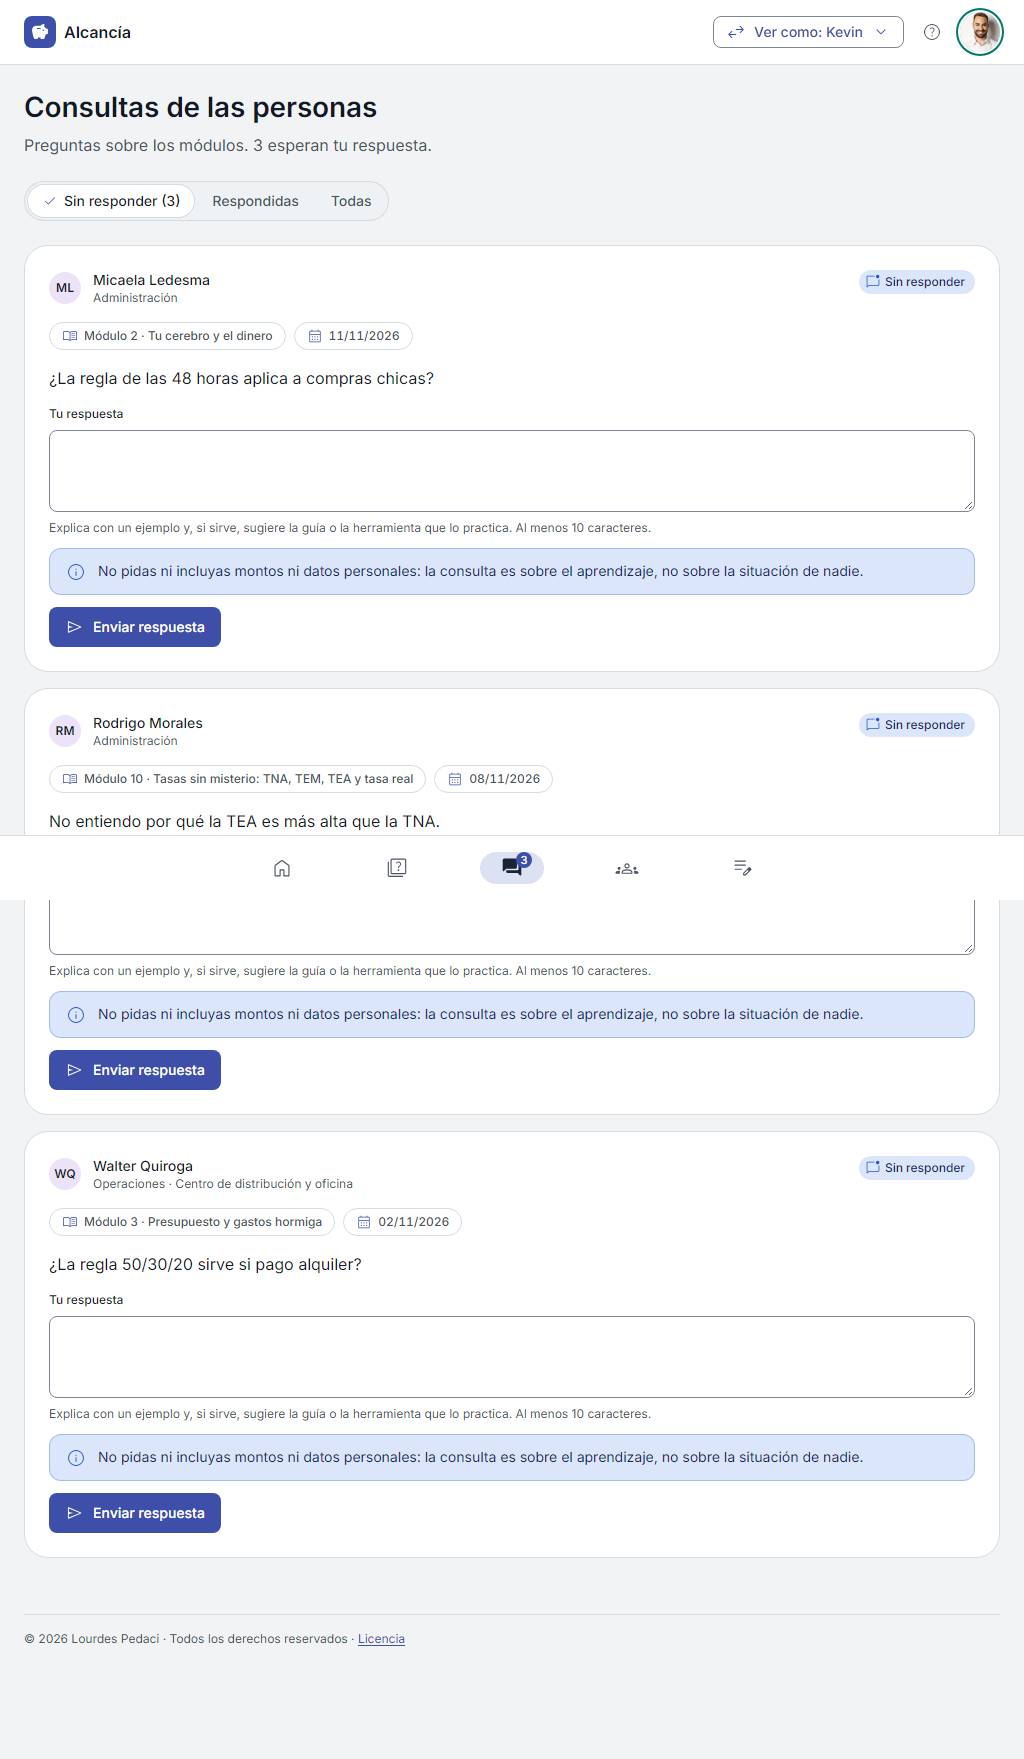 Alcancía
Ver como: Kevin
Consultas de las personas
Preguntas sobre los módulos. 3 esperan tu respuesta.
Sin responder (3)
Respondidas
Todas
ML
Micaela Ledesma
Administración
Sin responder
Módulo 2 · Tu cerebro y el dinero
11/11/2026
¿La regla de las 48 horas aplica a compras chicas?
Tu respuesta
Explica con un ejemplo y, si sirve, sugiere la guía o la herramienta que lo practica. Al menos 10 caracteres.
No pidas ni incluyas montos ni datos personales: la consulta es sobre el aprendizaje, no sobre la situación de nadie.
Enviar respuesta
RM
Rodrigo Morales
Administración
Sin responder
Módulo 10 · Tasas sin misterio: TNA, TEM, TEA y tasa real
08/11/2026
No entiendo por qué la TEA es más alta que la TNA.
3
Explica con un ejemplo y, si sirve, sugiere la guía o la herramienta que lo practica. Al menos 10 caracteres.
No pidas ni incluyas montos ni datos personales: la consulta es sobre el aprendizaje, no sobre la situación de nadie.
Enviar respuesta
WQ
Walter Quiroga
Operaciones · Centro de distribución y oficina
Sin responder
Módulo 3 · Presupuesto y gastos hormiga
02/11/2026
¿La regla 50/30/20 sirve si pago alquiler?
Tu respuesta
Explica con un ejemplo y, si sirve, sugiere la guía o la herramienta que lo practica. Al menos 10 caracteres.
No pidas ni incluyas montos ni datos personales: la consulta es sobre el aprendizaje, no sobre la situación de nadie.
Enviar respuesta
© 2026 Lourdes Pedaci · Todos los derechos reservados · Licencia